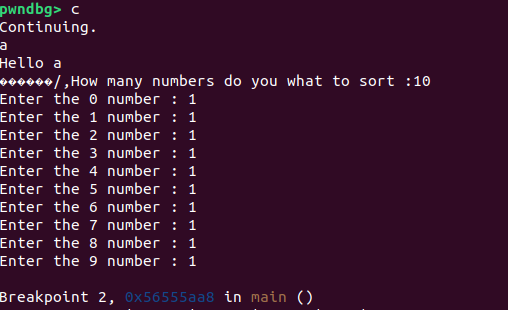 pwndbg> c
Continuing.
a
Hello a
������/,How many numbers do you what to sort :10
Enter the 0 number : 1
Enter the 1 number : 1
Enter the 2 number : 1
Enter the 3 number : 1
Enter the 4 number : 1
Enter the 5 number : 1
Enter the 6 number : 1
Enter the 7 number : 1
Enter the 8 number : 1
Enter the 9 number : 1
Breakpoint 2, 0x56555aa8 in main ()